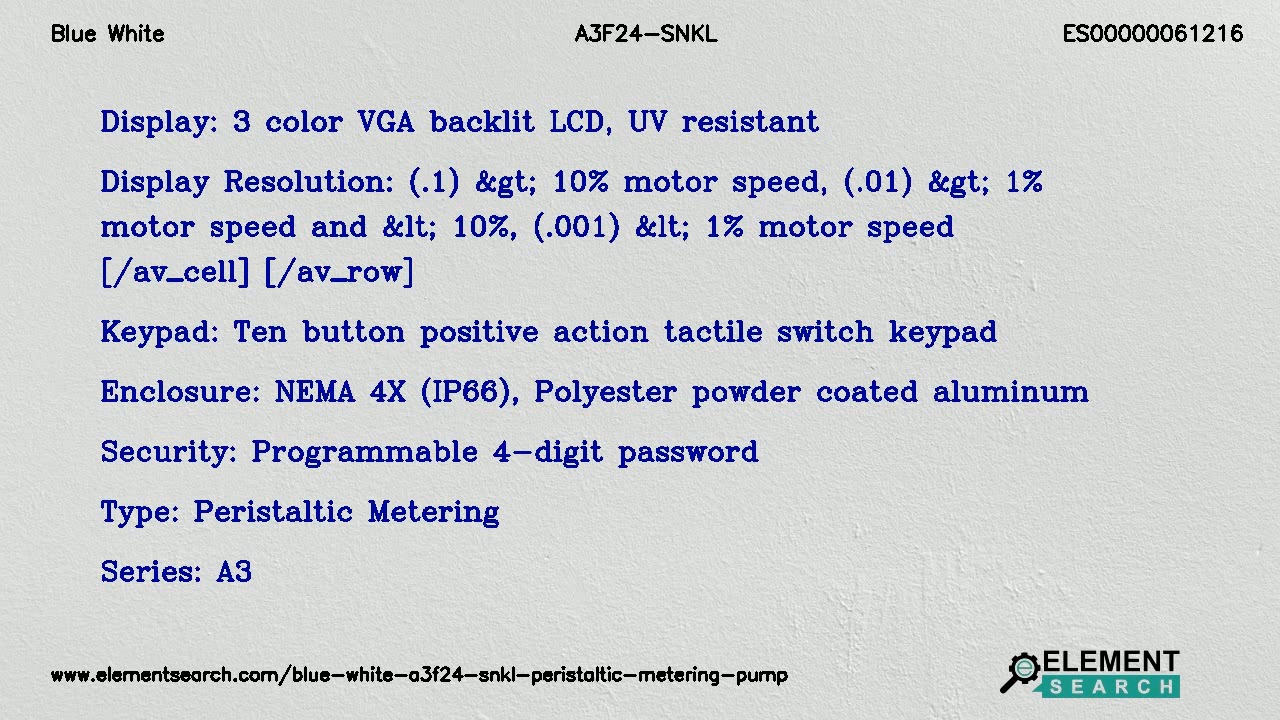 Blue White A3F24-SNKL ES00000061216
Display: 3 color VGA backlit LCD, UV resistant
Display Resolution: (.1) &gt; 10% motor speed, (.01) &gt; 1%
motor speed and &lt; 10%, (.001) &lt; 1% motor speed
[/av_cell] [/av_row]
Keypad: Ten button positive action tactile switch keypad
Enclosure: NEMA 4X (IP66), Polyester powder coated aluminum
Security: Programmable 4-digit password
Type: Peristaltic Metering
Series: A3
www.elementsearch.com/blue-white-a3f24-snkl-peristaltic-metering-pump
e ELEMENT
SEARCH